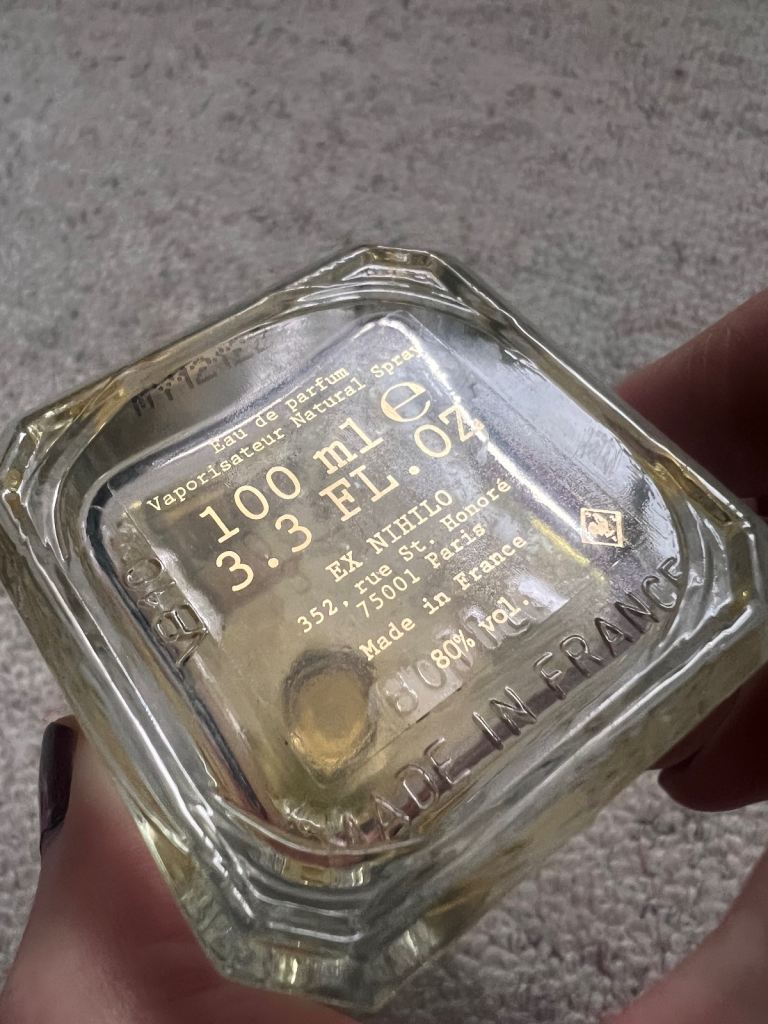 Eau de parfum
Vaporisateur Natural Spray
100 ml e
3.3 FL.OZ
EX NIHILO
352, rue St. Honoré
75001 Paris
Made in France
80% vol.
MADE IN FRANCE